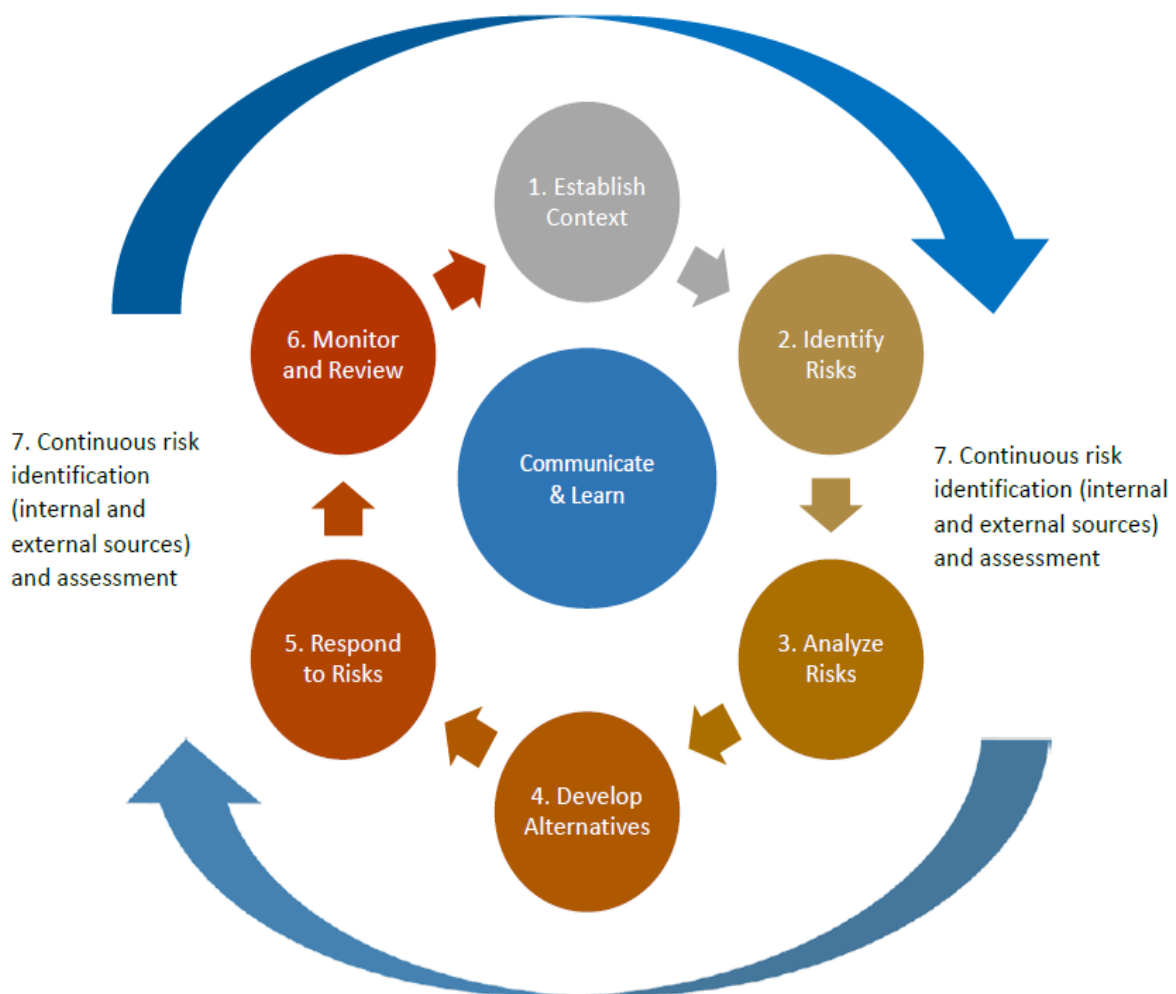 1. Establish
Context
2. Identify
Risks
3. Analyze
Risks
4. Develop
Alternatives
5. Respond
to Risks
6. Monitor
and Review
Communicate
& Learn
7. Continuous risk
identification
(internal and
external sources)
and assessment
7. Continuous risk
identification (internal
and external sources)
and assessment